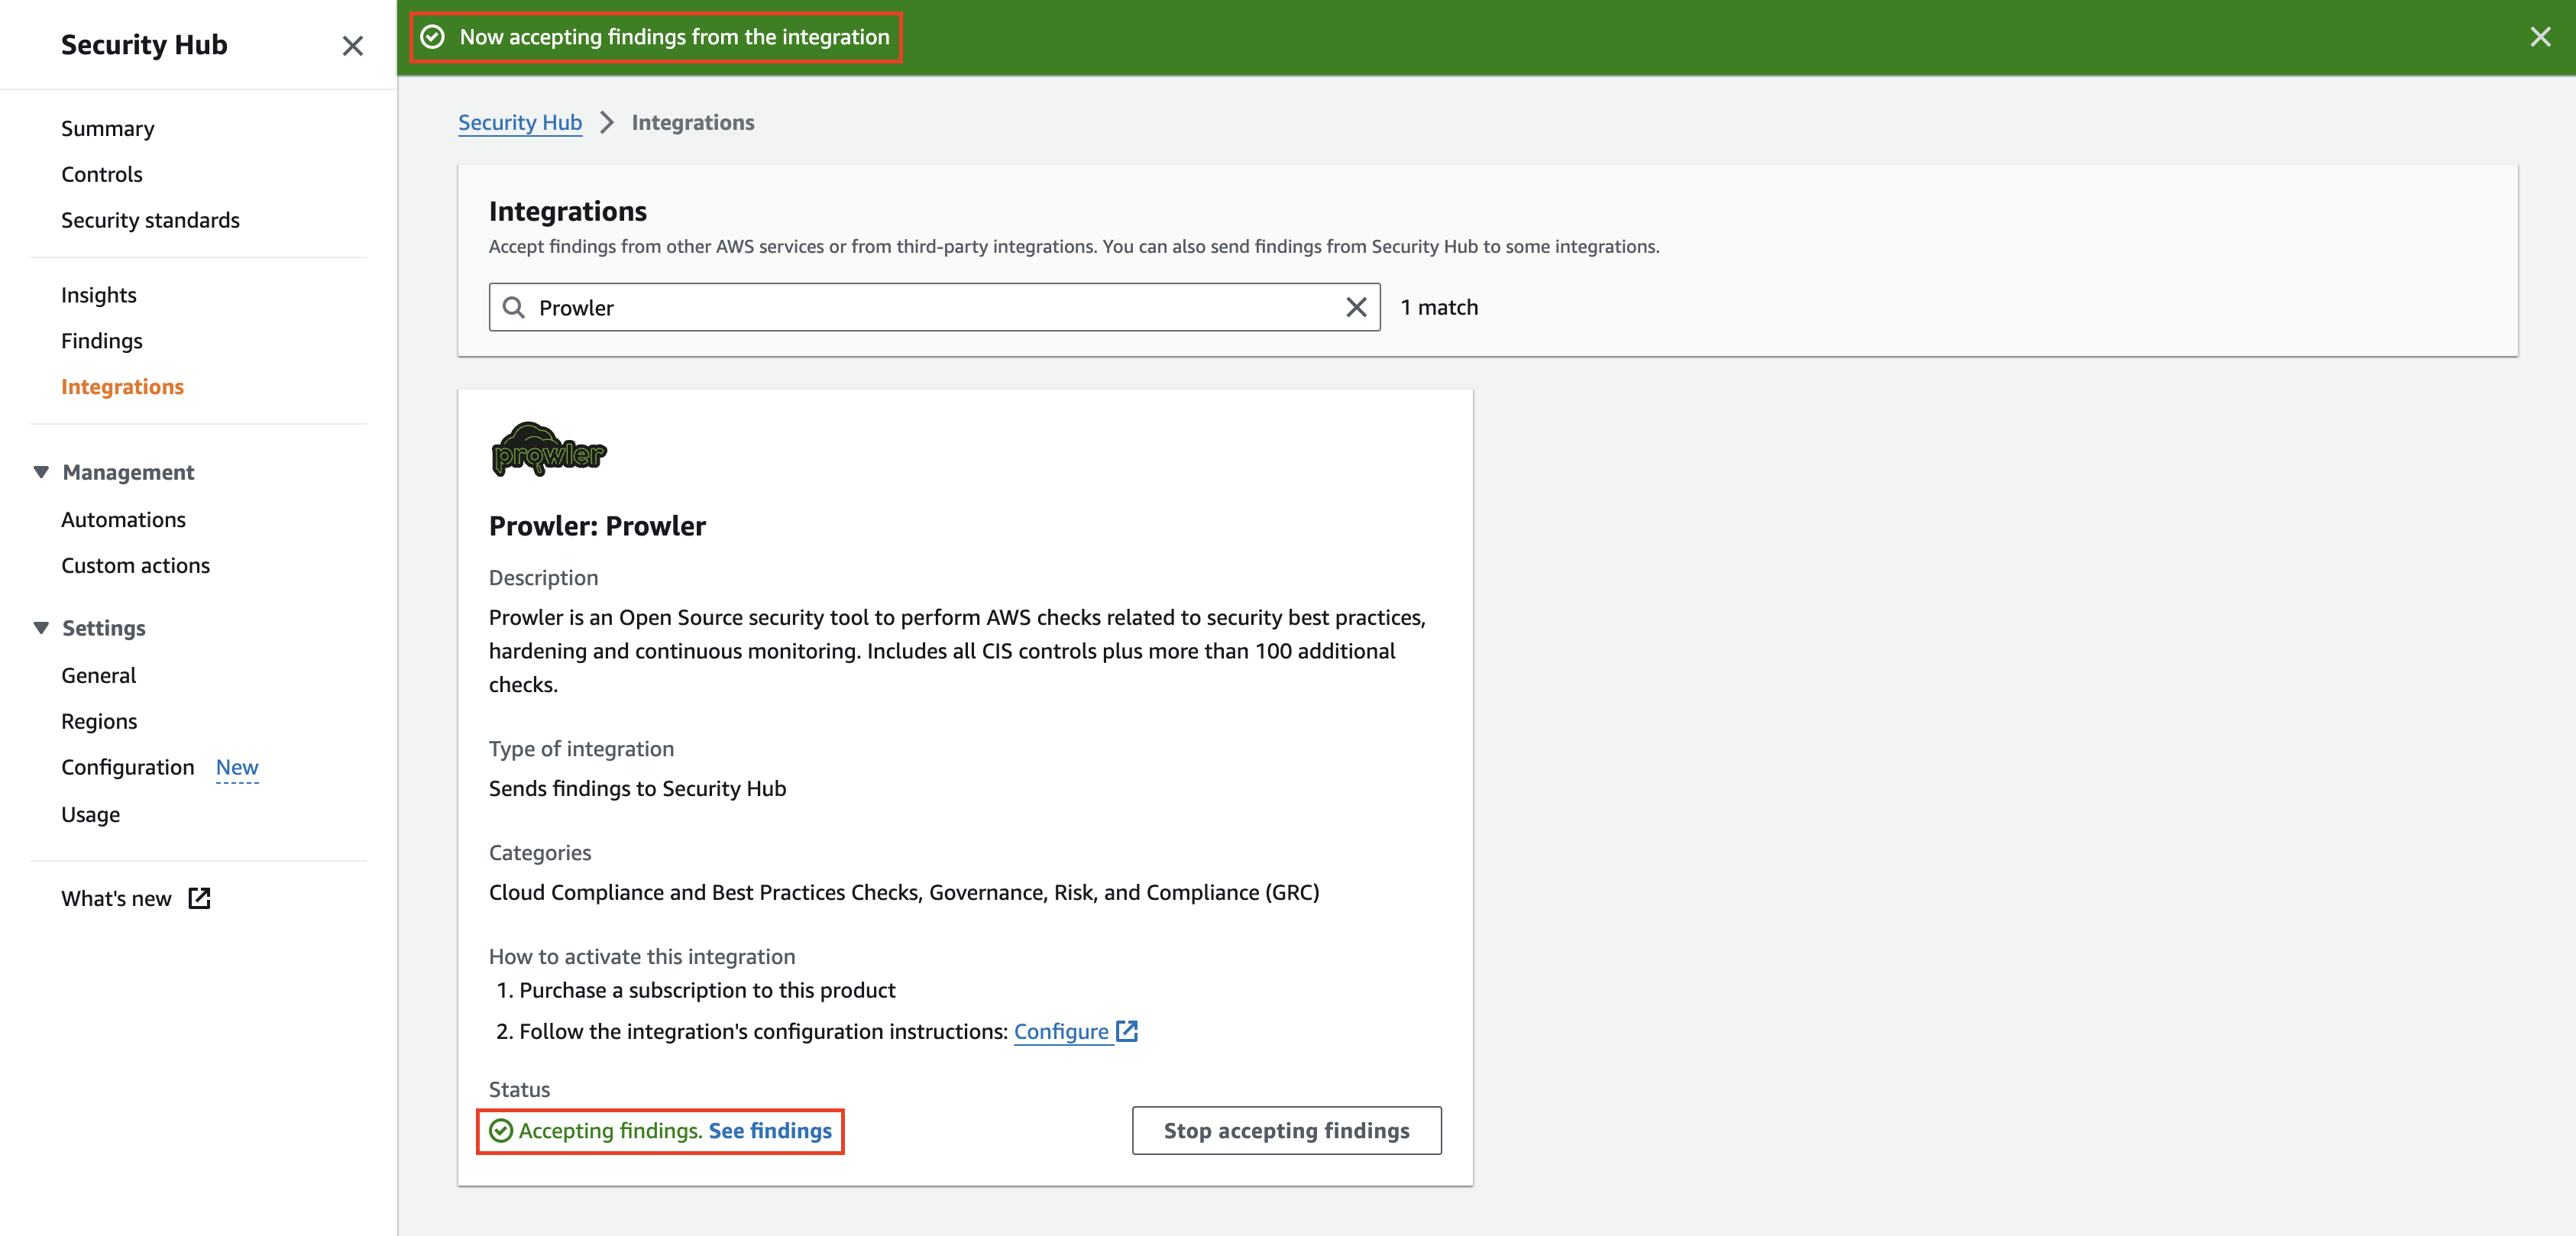 Security Hub
Summary
Controls
Security standards
Insights
Findings
Integrations
Management
Automations
Custom actions
Settings
General
Regions
Configuration New
Usage
What's new
Now accepting findings from the integration
Security Hub > Integrations
Integrations
Accept findings from other AWS services or from third-party integrations. You can also send findings from Security Hub to some integrations.
Prowler
1 match
prowler
Prowler: Prowler
Description
Prowler is an Open Source security tool to perform AWS checks related to security best practices,
hardening and continuous monitoring. Includes all CIS controls plus more than 100 additional
checks.
Type of integration
Sends findings to Security Hub
Categories
Cloud Compliance and Best Practices Checks, Governance, Risk, and Compliance (GRC)
How to activate this integration
1. Purchase a subscription to this product
2. Follow the integration's configuration instructions: Configure
Status
Accepting findings. See findings
Stop accepting findings